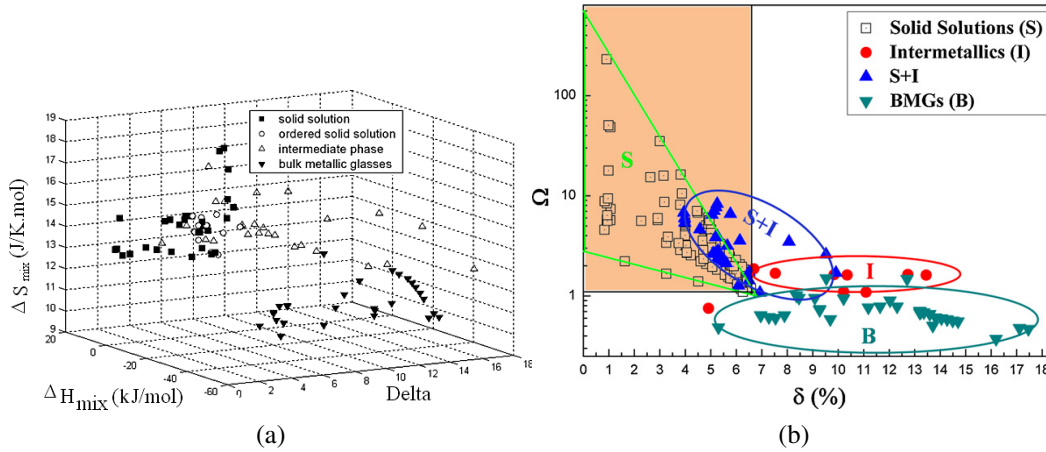 19
18
17
16
15
14
13
12
11
10
9
20
0
-20
-40
-60
0
2
4
6
8
10
12
14
16
18
Δ S mix (J/K. mol)
Δ H mix (kJ/mol)
Delta
solid solution
ordered solid solution
intermediate phase
bulk metallic glasses
(a)
100
10
1
Ω
Solid Solutions (S)
Intermetallics (I)
S+I
BMGs (B)
S
S+I
I
B
0 1 2 3 4 5 6 7 8 9 10 11 12 13 14 15 16 17 18
δ (%)
(b)